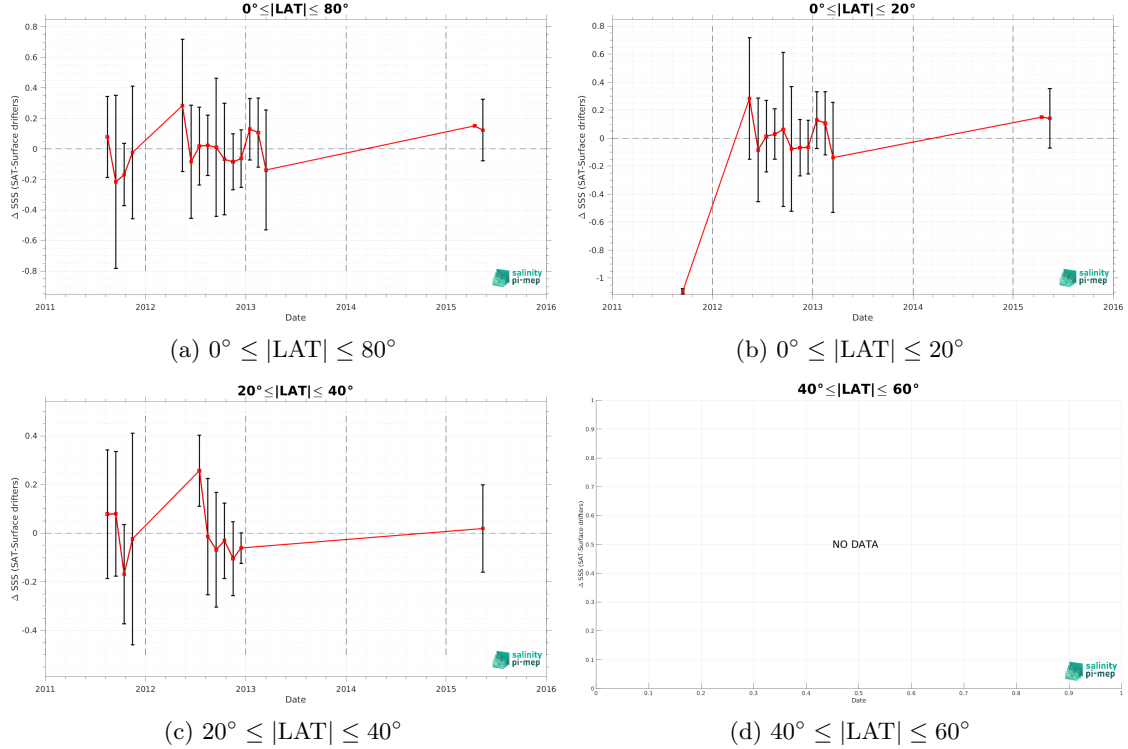 0°≤|LAT|≤ 80°
Δ SSS (SAT-Surface drifters)
0.8
0.6
0.4
0.2
0
-0.2
-0.4
-0.6
-0.8
2011 2012 2013 2014 2015 2016
Date
salinity
pi-mep
(a) 0° ≤ |LAT| ≤ 80°
0°≤|LAT|≤ 20°
Δ SSS (SAT-Surface drifters)
0.8
0.6
0.4
0.2
0
-0.2
-0.4
-0.6
-0.8
-1
2011 2012 2013 2014 2015 2016
Date
salinity
pi-mep
(b) 0° ≤ |LAT| ≤ 20°
20°≤|LAT|≤ 40°
Δ SSS (SAT-Surface drifters)
0.4
0.2
0
-0.2
-0.4
2011 2012 2013 2014 2015 2016
Date
salinity
pi-mep
(c) 20° ≤ |LAT| ≤ 40°
40°≤|LAT|≤ 60°
Δ SSS (SAT-Surface drifters)
1
0.9
0.8
0.7
0.6
0.5
0.4
0.3
0.2
0.1
0
NO DATA
0 0.1 0.2 0.3 0.4 0.5 0.6 0.7 0.8 0.9 1
Date
salinity
pi-mep
(d) 40° ≤ |LAT| ≤ 60°